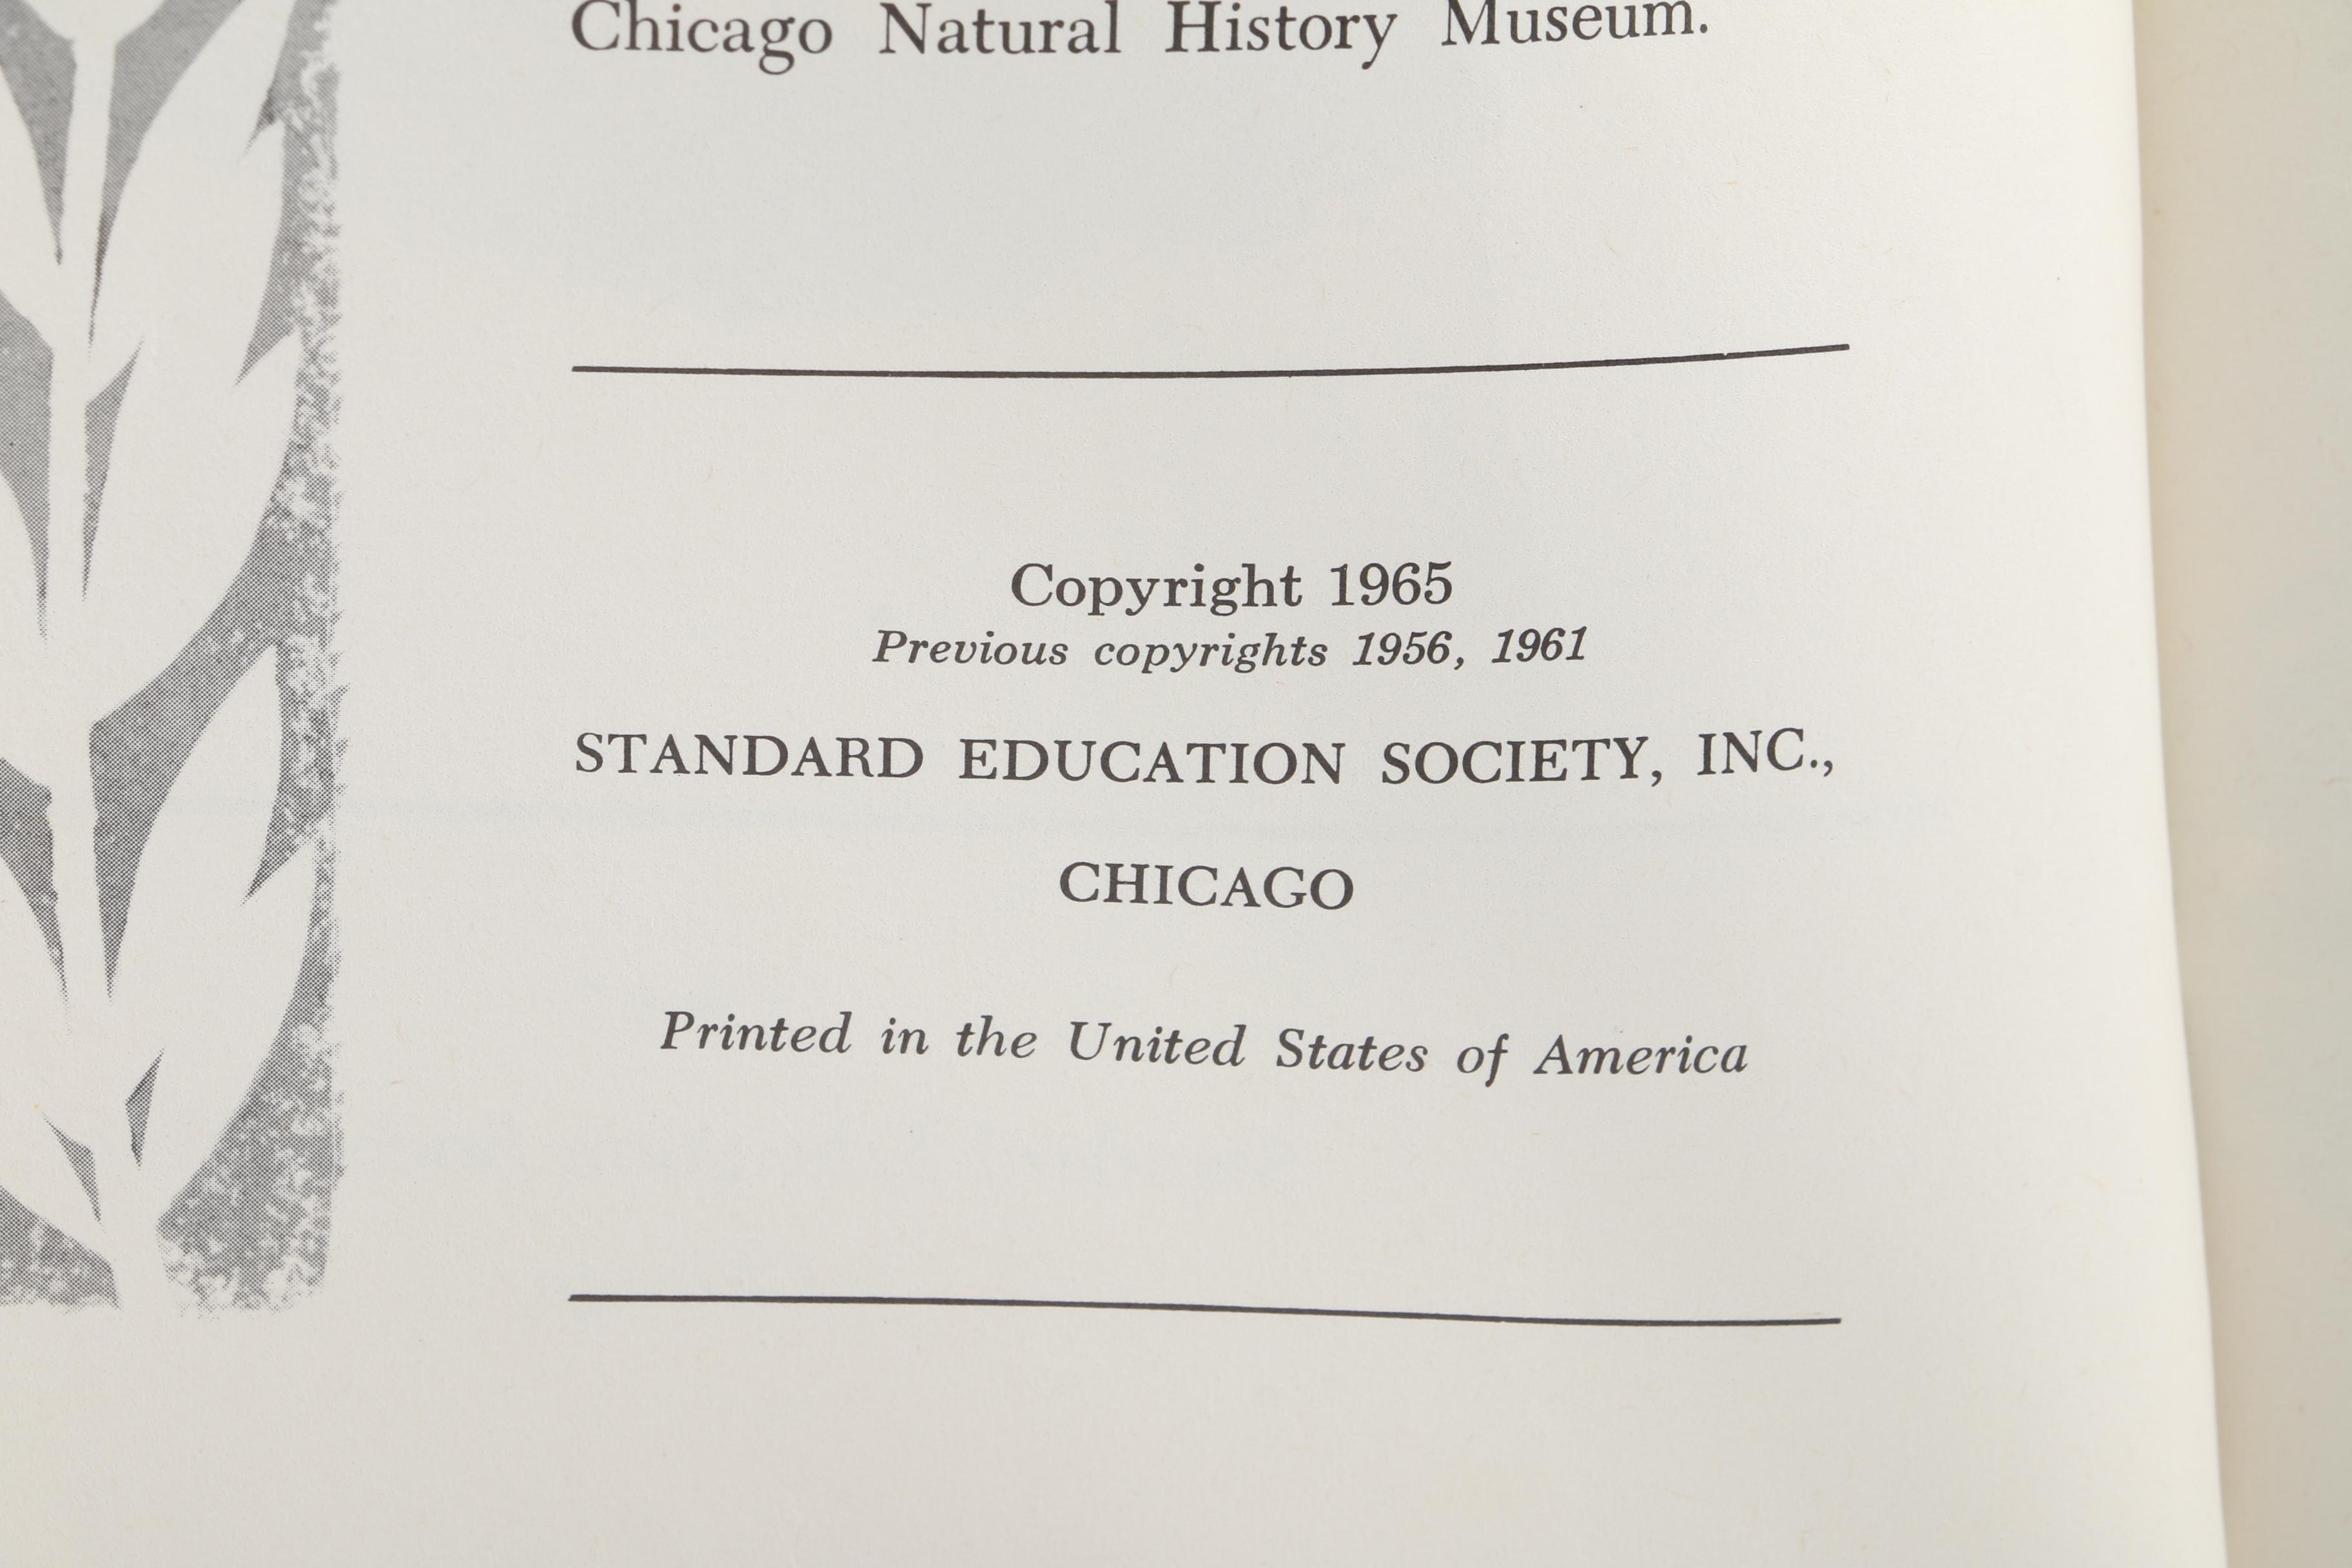 Chicago Natural History Museum.
Copyright 1965
Previous copyrights 1956, 1961
STANDARD EDUCATION SOCIETY, INC.,
CHICAGO
Printed in the United States of America